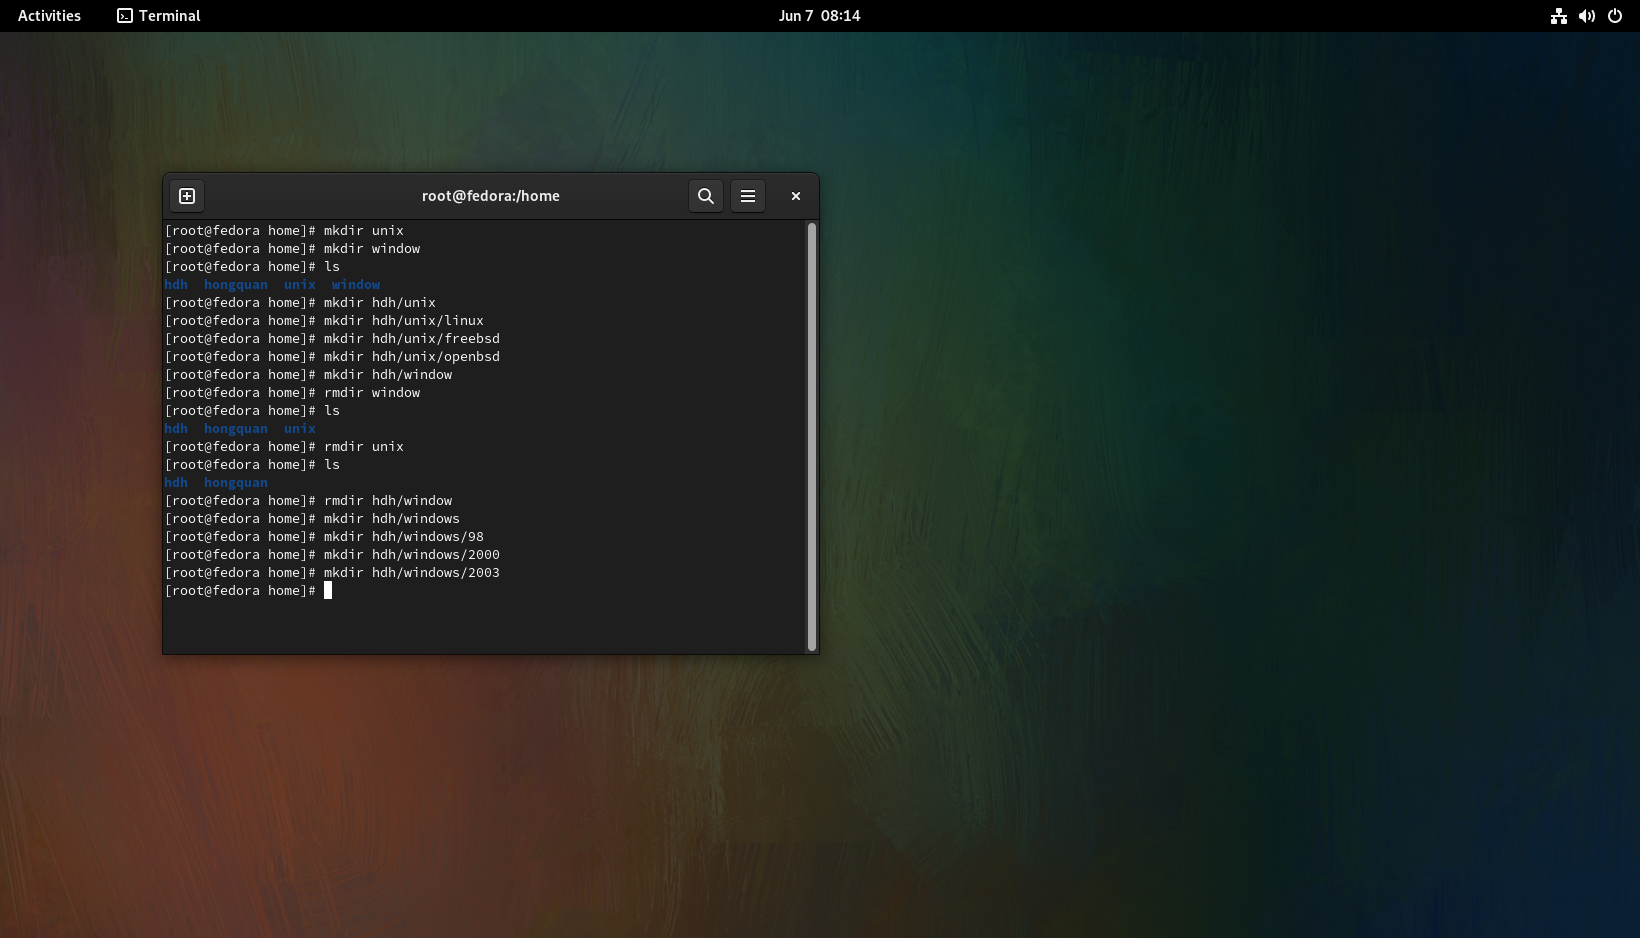 Activities Terminal Jun 7 08:14
root@fedora:/home
[root@fedora home]# mkdir unix
[root@fedora home]# mkdir window
[root@fedora home]# ls
hdh  hongquan  unix  window
[root@fedora home]# mkdir hdh/unix
[root@fedora home]# mkdir hdh/unix/linux
[root@fedora home]# mkdir hdh/unix/freebsd
[root@fedora home]# mkdir hdh/unix/openbsd
[root@fedora home]# mkdir hdh/window
[root@fedora home]# rmdir window
[root@fedora home]# ls
hdh  hongquan  unix
[root@fedora home]# rmdir unix
[root@fedora home]# ls
hdh  hongquan
[root@fedora home]# rmdir hdh/window
[root@fedora home]# mkdir hdh/windows
[root@fedora home]# mkdir hdh/windows/98
[root@fedora home]# mkdir hdh/windows/2000
[root@fedora home]# mkdir hdh/windows/2003
[root@fedora home]#